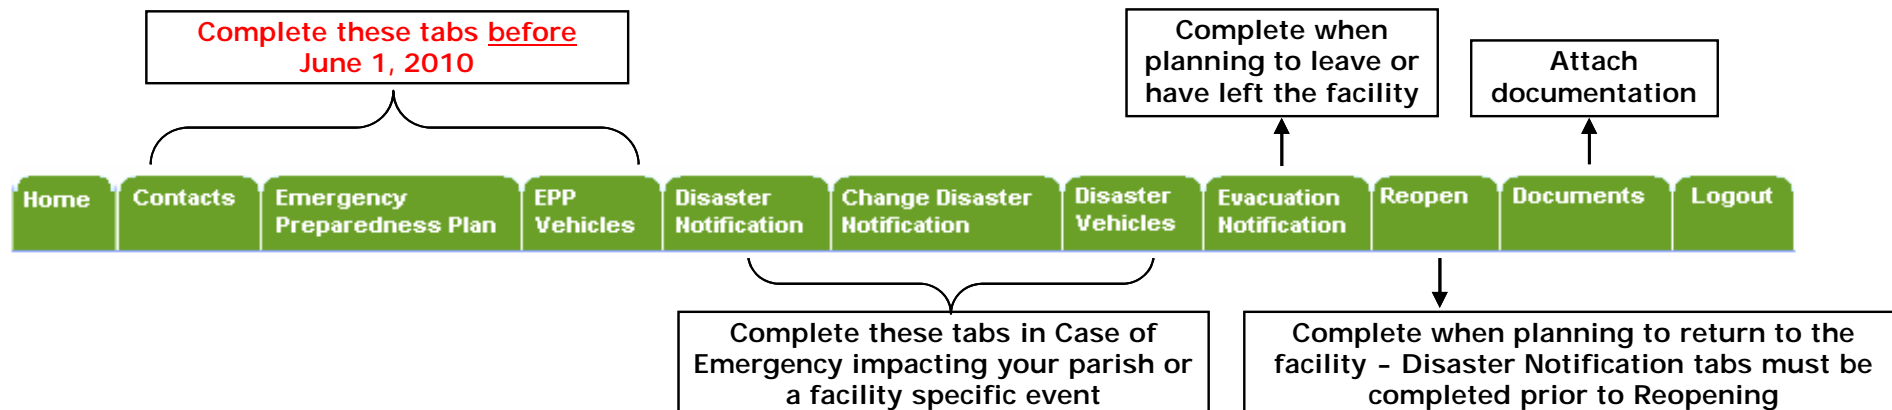 Complete these tabs before
June 1, 2010
Complete when
planning to leave or
have left the facility
Attach
documentation
Home
Contacts
Emergency
Preparedness Plan
EPP
Vehicles
Disaster
Notification
Change Disaster
Notification
Disaster
Vehicles
Evacuation
Notification
Reopen
Documents
Logout
Complete these tabs in Case of
Emergency impacting your parish or
a facility specific event
Complete when planning to return to the
facility – Disaster Notification tabs must be
completed prior to Reopening